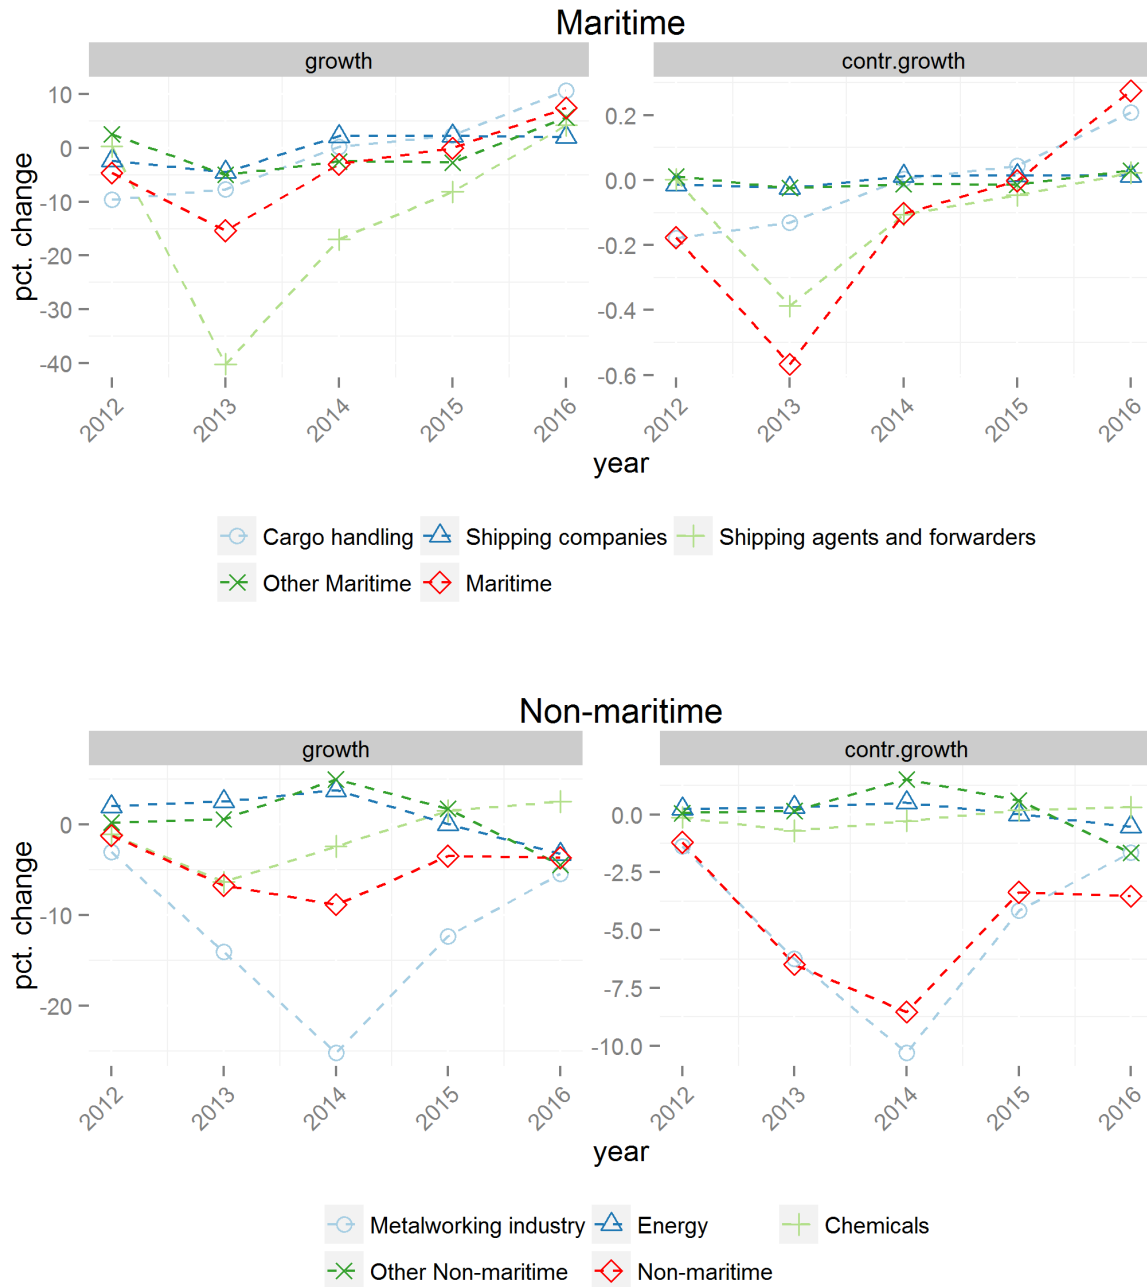 Maritime
growth
contr.growth
pct. change
10
0
-10
-20
-30
-40
0.2
0.0
-0.2
-0.4
-0.6
2012
2013
2014
2015
2016
2012
2013
2014
2015
2016
year
Cargo handling
Shipping companies
Shipping agents and forwarders
Other Maritime
Maritime
Non-maritime
growth
contr.growth
pct. change
0
-10
-20
0.0
-2.5
-5.0
-7.5
-10.0
2012
2013
2014
2015
2016
2012
2013
2014
2015
2016
year
Metalworking industry
Energy
Chemicals
Other Non-maritime
Non-maritime